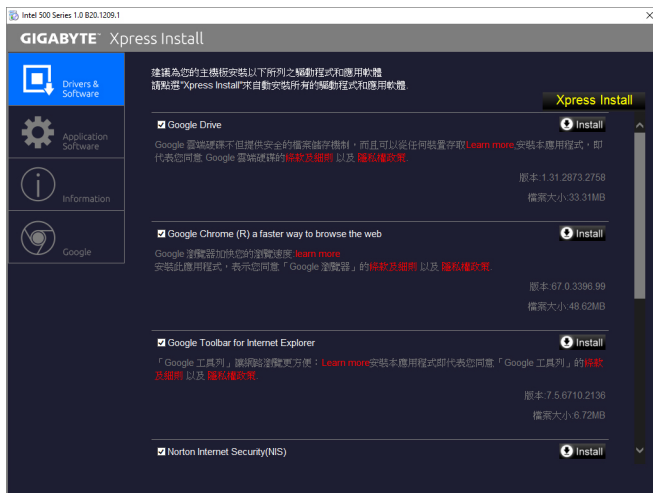 Intel 500 Series 1.0 B20.1209.1
GIGABYTE™ Xpress Install
Drivers & Software
Application Software
Information
Google
建議為您的主機板安裝以下所列之驅動程式和應用軟體
請點選"Xpress Install"來自動安裝所有的驅動程式和應用軟體.
Xpress Install
Google Drive
Install
Google 雲端硬碟不但提供安全的檔案儲存機制，而且可以從任何裝置存取Learn more,安裝本應用程式，即
代表您同意 Google 雲端硬碟的條款及細則 以及 隱私權政策.
版本:1.31.2873.2758
檔案大小:33.31MB
Google Chrome (R) a faster way to browse the web
Install
Google 瀏覽器加快您的瀏覽速度:learn more
安裝此應用程式，表示您同意「Google 瀏覽器」的條款及細則 以及 隱私權政策.
版本:67.0.3396.99
檔案大小:48.62MB
Google Toolbar for Internet Explorer
Install
「Google 工具列」讓網路瀏覽更方便；Learn more安裝本應用程式即代表您同意「Google 工具列」的條款
及細則 以及 隱私權政策.
版本:7.5.6710.2136
檔案大小:6.72MB
Norton Internet Security(NIS)
Install